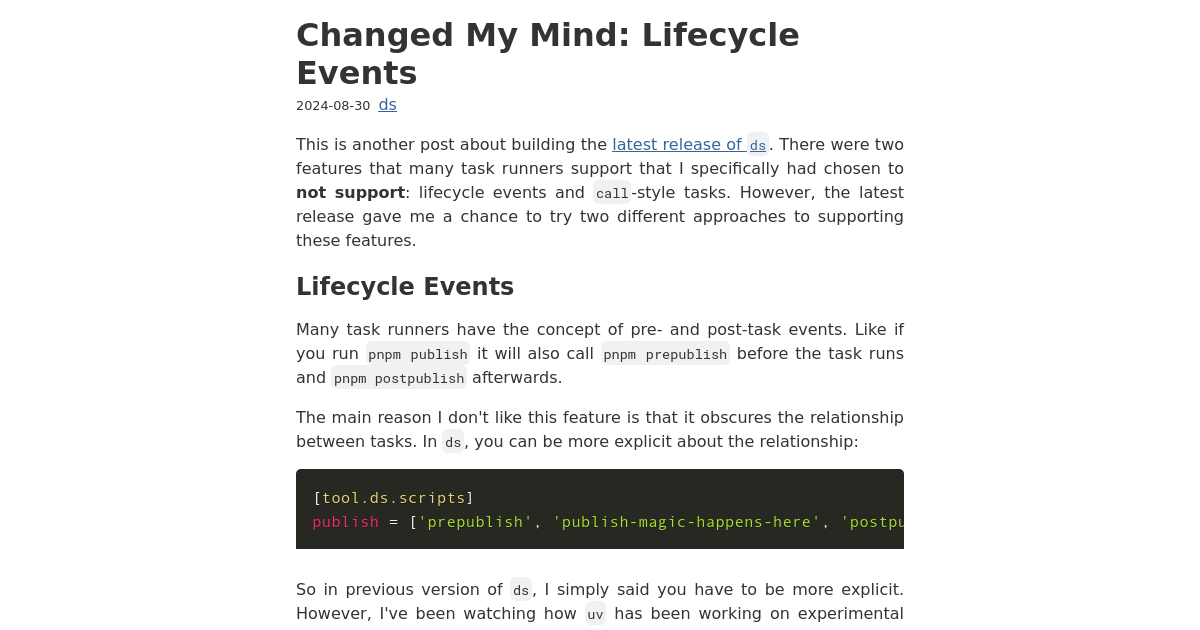 Changed My Mind: Lifecycle
Events
2024-08-30 ds
This is another post about building the latest release of ds. There were two
features that many task runners support that I specifically had chosen to
not support: lifecycle events and call-style tasks. However, the latest
release gave me a chance to try two different approaches to supporting
these features.
Lifecycle Events
Many task runners have the concept of pre- and post-task events. Like if
you run pnpm publish it will also call pnpm prepublish before the task runs
and pnpm postpublish afterwards.
The main reason I don't like this feature is that it obscures the relationship
between tasks. In ds, you can be more explicit about the relationship:
[tool.ds.scripts]
publish = ['prepublish', 'publish-magic-happens-here', 'postpu
So in previous version of ds, I simply said you have to be more explicit.
However, I've been watching how uv has been working on experimental